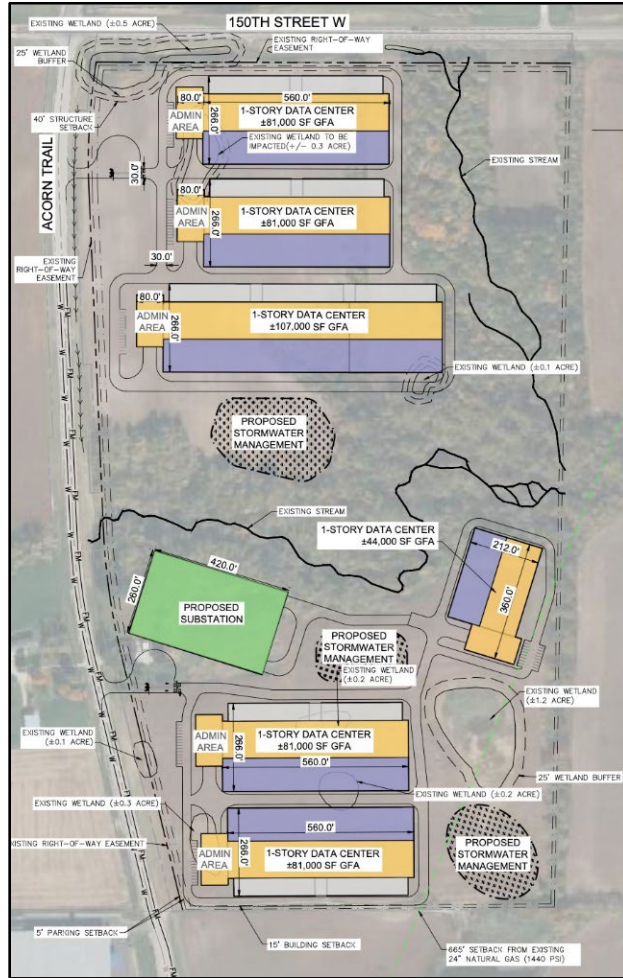 150TH STREET W
EXISTING WETLAND (±0.5 ACRE)
EXISTING RIGHT-OF-WAY
EASEMENT
25' WETLAND
BUFFER
40' STRUCTURE
SETBACK
ACORN TRAIL
80.0'
560.0'
ADMIN
AREA
266.0'
1-STORY DATA CENTER
±81,000 SF GFA
EXISTING WETLAND TO BE
IMPACTED(+/- 0.3 ACRE)
EXISTING STREAM
30.0'
80.0'
ADMIN
AREA
266.0'
1-STORY DATA CENTER
±81,000 SF GFA
30.0'
EXISTING
RIGHT-OF-WAY
EASEMENT
80.0'
ADMIN
AREA
266.0'
1-STORY DATA CENTER
±107,000 SF GFA
EXISTING WETLAND (±0.1 ACRE)
PROPOSED
STORMWATER
MANAGEMENT
EXISTING STREAM
1-STORY DATA CENTER
±44,000 SF GFA
212.0'
360.0'
420.0'
260.0'
PROPOSED
SUBSTATION
PROPOSED
STORMWATER
MANAGEMENT
EXISTING WETLAND
(±0.2 ACRE)
EXISTING WETLAND
(±1.2 ACRE)
EXISTING WETLAND
(±0.1 ACRE)
ADMIN
AREA
266.0'
1-STORY DATA CENTER
±81,000 SF GFA
560.0'
25' WETLAND BUFFER
EXISTING WETLAND (±0.2 ACRE)
EXISTING WETLAND (±0.3 ACRE)
560.0'
EXISTING RIGHT-OF-WAY EASEMENT
ADMIN
AREA
266.0'
1-STORY DATA CENTER
±81,000 SF GFA
PROPOSED
STORMWATER
MANAGEMENT
5' PARKING SETBACK
15' BUILDING SETBACK
665' SETBACK FROM EXISTING
24" NATURAL GAS (1440 PSI)
W
FM
W
FM
W
FM
W
FM